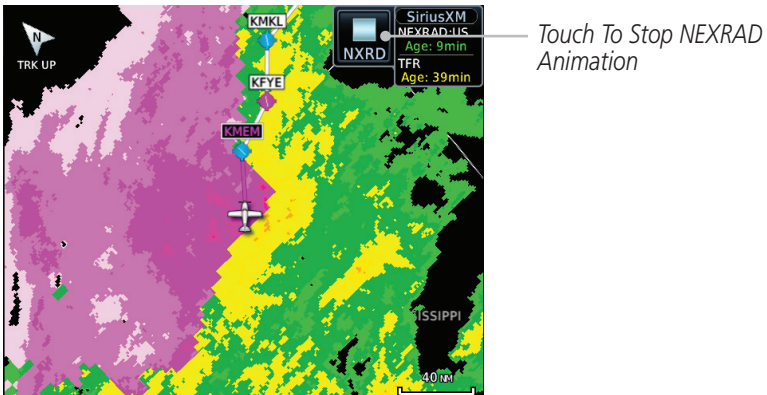 N
TRK UP
KMKL
KFYE
KMEM
NXRD
SiriusXM
NEXRAD:US
Age: 9min
TFR
Age: 39min
Touch To Stop NEXRAD
Animation
ISSIPPI
40 NM